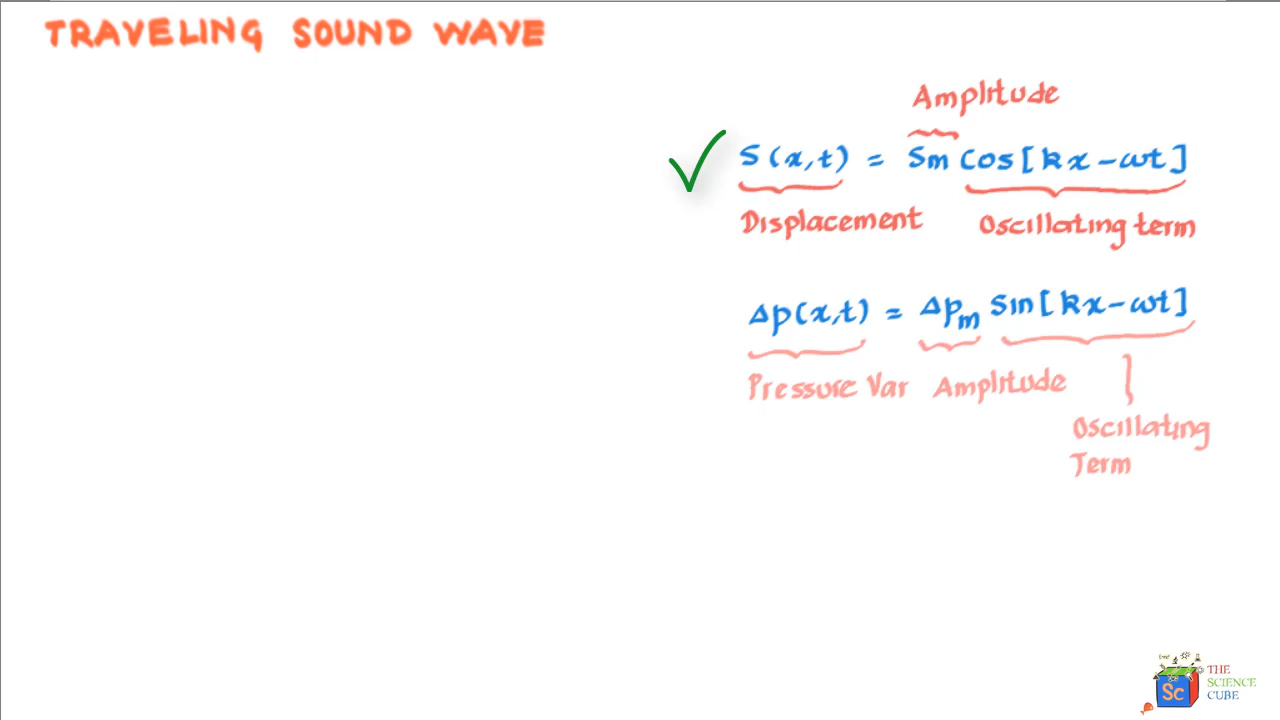 TRAVELING SOUND WAVE
Amplitude
S(x,t) = Sm Cos[kx-ωt]
Displacement Oscillating term
Δp(x,t) = Δpm Sin[kx-ωt]
Pressure Var Amplitude
Oscillating
Term
Sc
THE
SCIENCE
CUBE